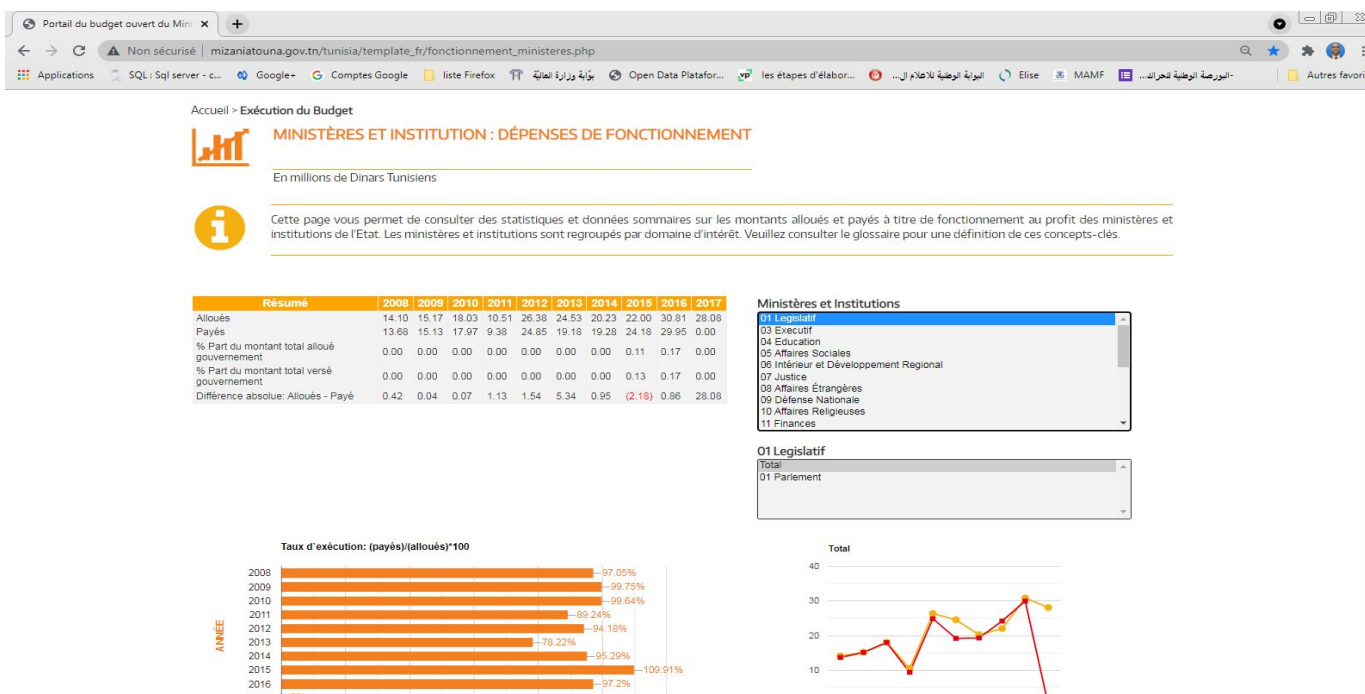 Portail du budget ouvert du Mini
Non sécurisé | mizaniatouna.gov.tn/tunisia/template_fr/fonctionnement_ministeres.php
Applications SQL : Sql server - c... Google+ Comptes Google liste Firefox بوّابة وزارة الماليّة Open Data Platafor... les étapes d'élabor... البوابة الوطنية للاعلام ال... Elise MAMF البورصة الوطنية للحراك... Autres favori
Accueil > Exécution du Budget
MINISTÈRES ET INSTITUTION : DÉPENSES DE FONCTIONNEMENT
En millions de Dinars Tunisiens
Cette page vous permet de consulter des statistiques et données sommaires sur les montants alloués et payés à titre de fonctionnement au profit des ministères et
institutions de l'Etat. Les ministères et institutions sont regroupés par domaine d'intérêt. Veuillez consulter le glossaire pour une définition de ces concepts-clés.
Résumé 2008 2009 2010 2011 2012 2013 2014 2015 2016 2017
Alloués 14.10 15.17 18.03 10.51 26.38 24.53 20.23 22.00 30.81 28.08
Payés 13.68 15.13 17.97 9.38 24.85 19.18 19.28 24.18 29.95 0.00
% Part du montant total alloué
gouvernement 0.00 0.00 0.00 0.00 0.00 0.00 0.00 0.11 0.17 0.00
% Part du montant total versé
gouvernement 0.00 0.00 0.00 0.00 0.00 0.00 0.00 0.13 0.17 0.00
Différence absolue: Alloués - Payé 0.42 0.04 0.07 1.13 1.54 5.34 0.95 (2.18) 0.86 28.08
Ministères et Institutions
01 Legislatif
03 Executif
04 Education
05 Affaires Sociales
06 Intérieur et Développement Regional
07 Justice
08 Affaires Étrangères
09 Défense Nationale
10 Affaires Religieuses
11 Finances
01 Legislatif
Total
01 Parlement
Taux d`exécution: (payés)/(alloués)*100
ANNÉE
2008 97.05%
2009 99.75%
2010 99.64%
2011 89.24%
2012 94.18%
2013 78.22%
2014 95.29%
2015 109.91%
2016 97.2%
Total
40
30
20
10